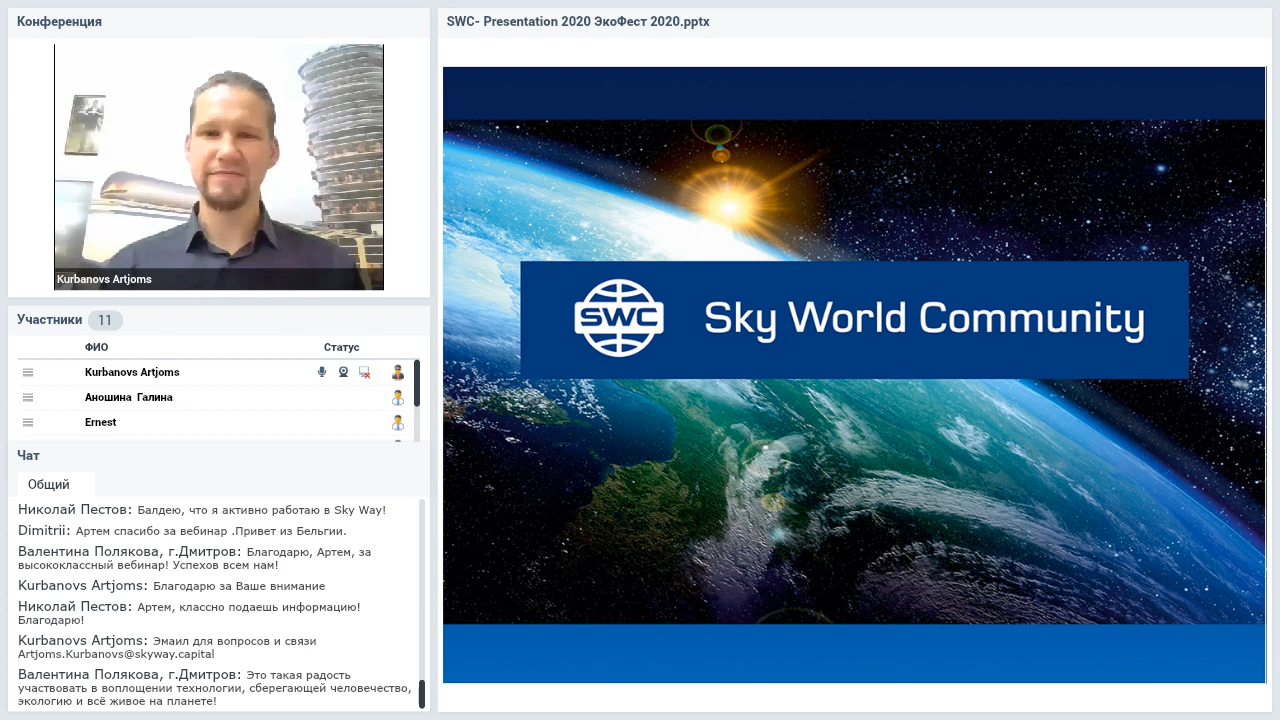 Конференция
Kurbanovs Artjoms
Участники 11
ФИО Статус
Kurbanovs Artjoms
Аношина Галина
Ernest
Чат
Общий
Николай Пестов: Балдею, что я активно работаю в Sky Way!
Dimitrii: Артем спасибо за вебинар .Привет из Бельгии.
Валентина Полякова, г.Дмитров: Благодарю, Артем, за
высококлассный вебинар! Успехов всем нам!
Kurbanovs Artjoms: Благодарю за Ваше внимание
Николай Пестов: Артем, классно подаешь информацию!
Благодарю!
Kurbanovs Artjoms: Эмаил для вопросов и связи
Artjoms.Kurbanovs@skyway.capital
Валентина Полякова, г.Дмитров: Это такая радость
участвовать в воплощении технологии, сберегающей человечество,
экологию и всё живое на планете!
SWC- Presentation 2020 ЭкоФест 2020.pptx
SWC Sky World Community